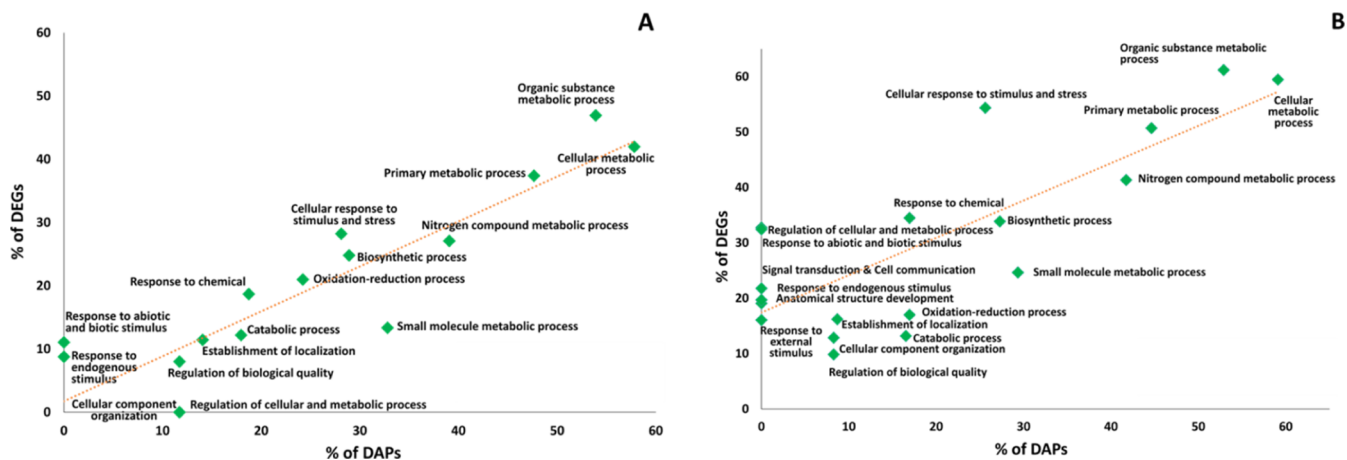 A
60
50
40
30
20
10
0
0
10
20
30
40
50
60
% of DEGs
% of DAPs
Organic substance
metabolic process
Cellular metabolic
process
Primary metabolic process
Cellular response to
stimulus and stress
Nitrogen compound metabolic process
Biosynthetic process
Oxidation-reduction process
Response to chemical
Response to abiotic
and biotic stimulus
Catabolic process
Small molecule metabolic process
Establishment of localization
Response to
endogenous
stimulus
Regulation of biological quality
Cellular component
organization
Regulation of cellular and metabolic process
B
60
50
40
30
20
10
0
0
10
20
30
40
50
60
% of DEGs
% of DAPs
Organic substance metabolic
process
Cellular response to stimulus and stress
Cellular
metabolic
process
Primary metabolic process
Nitrogen compound metabolic process
Response to chemical
Biosynthetic process
Regulation of cellular and metabolic process
Response to abiotic and biotic stimulus
Signal transduction & Cell communication
Small molecule metabolic process
Response to endogenous stimulus
Anatomical structure development
Oxidation-reduction process
Establishment of localization
Response to
external
stimulus
Catabolic process
Cellular component organization
Regulation of biological quality